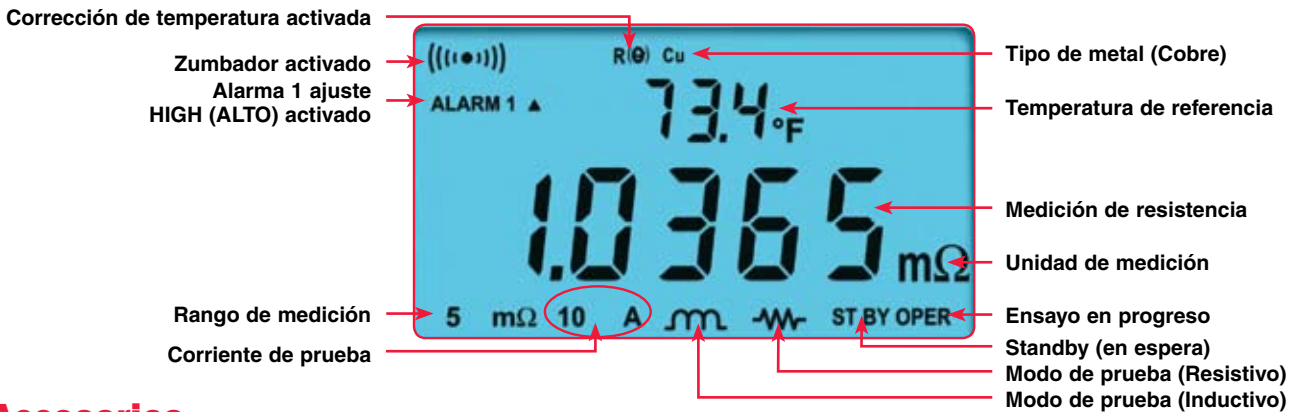 Corrección de temperatura activada
Zumbador activado
Alarma 1 ajuste
HIGH (ALTO) activado
Rango de medición
Corriente de prueba
R(Θ) Cu
ALARM 1 ▲
73.4 °F
1.0365 mΩ
5 mΩ 10 A ST BY OPER
Tipo de metal (Cobre)
Temperatura de referencia
Medición de resistencia
Unidad de medición
Ensayo en progreso
Standby (en espera)
Modo de prueba (Resistivo)
Modo de prueba (Inductivo)